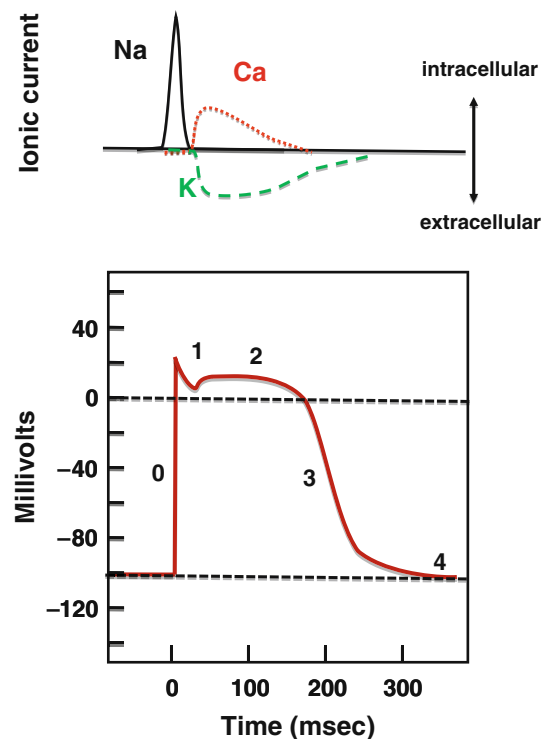 Ionic current
Na
Ca
K
intracellular
extracellular
Millivolts
40
0
−40
−80
−120
0
1
2
3
4
0 100 200 300
Time (msec)